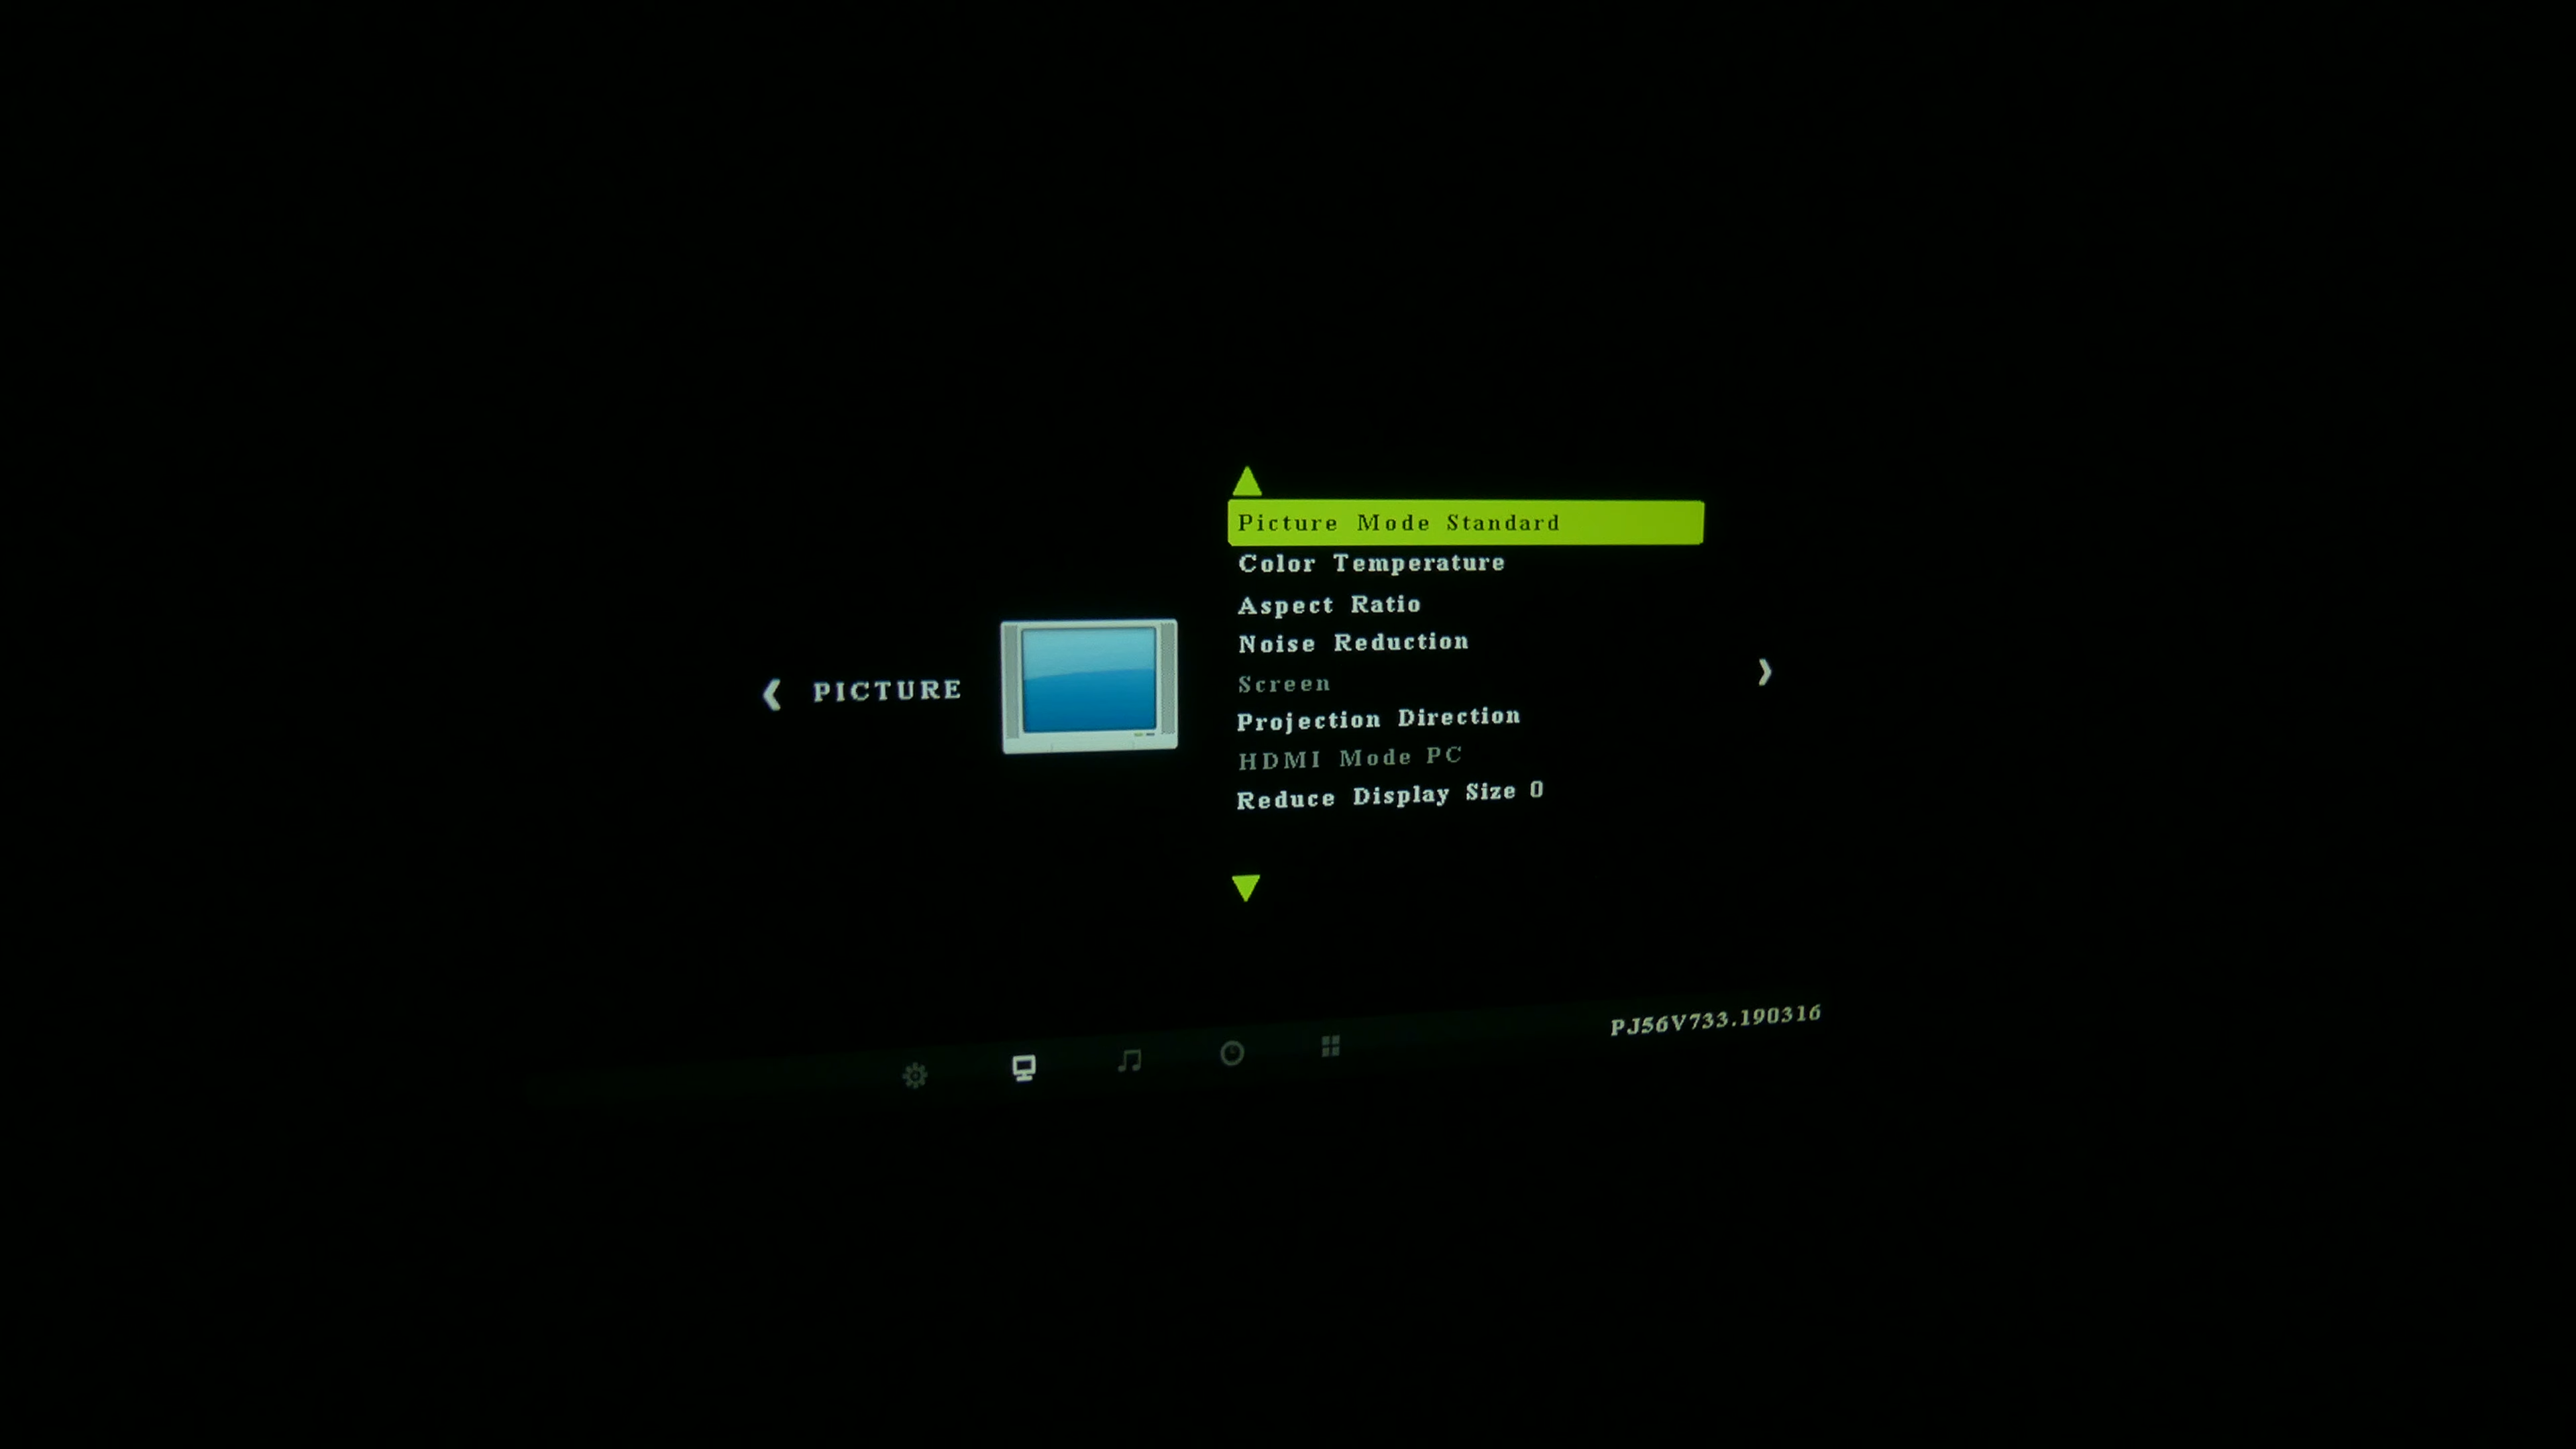 PICTURE
Picture Mode Standard
Color Temperature
Aspect Ratio
Noise Reduction
Screen
Projection Direction
HDMI Mode PC
Reduce Display Size 0
PJ56V733.190316